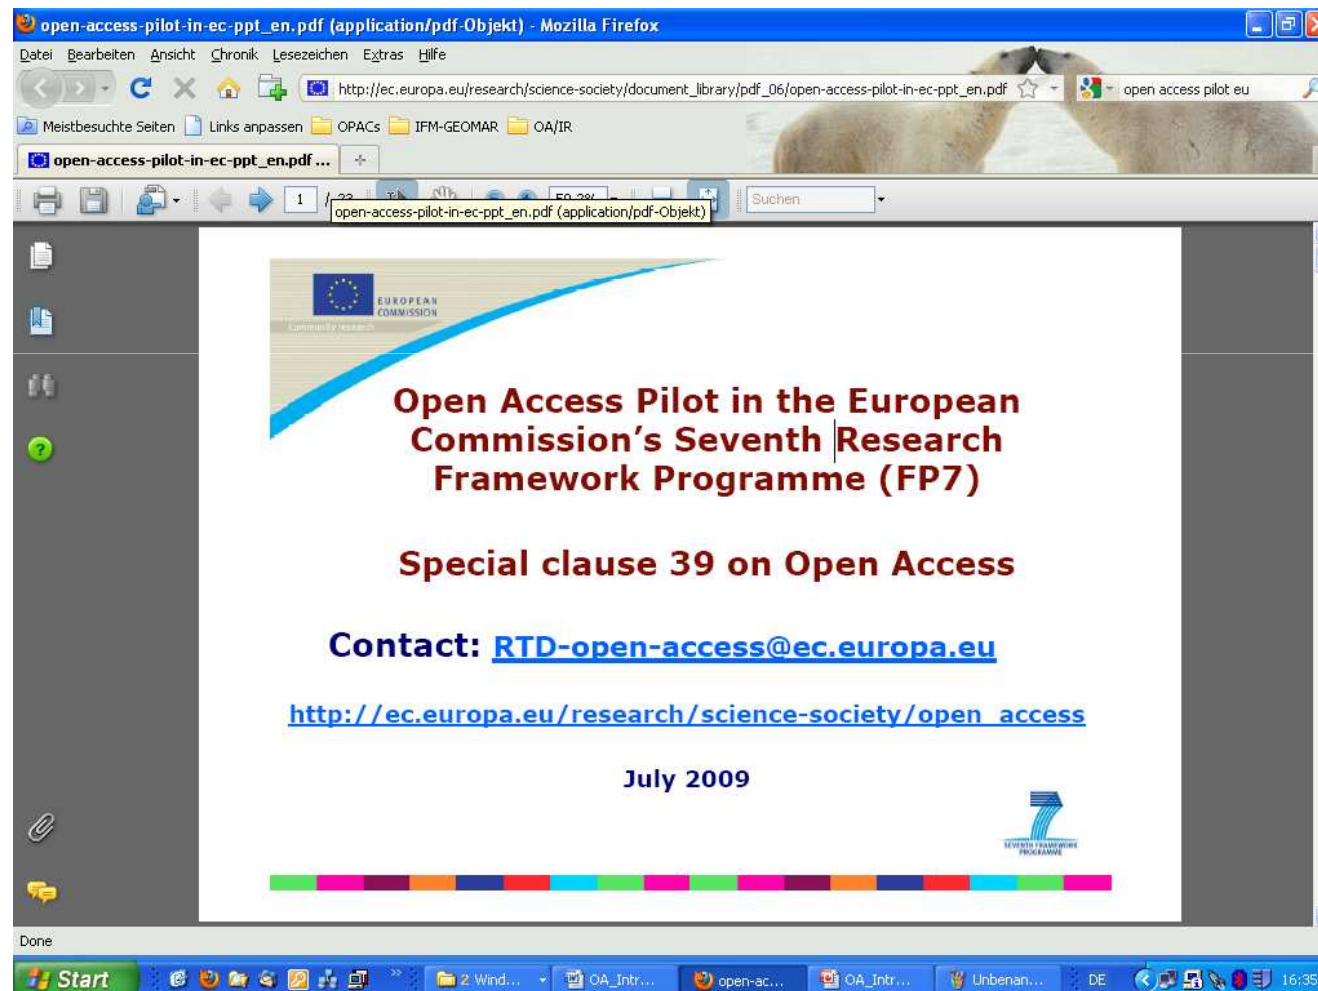 open-access-pilot-in-ec-ppt_en.pdf (application/pdf-Objekt) - Mozilla Firefox
Datei Bearbeiten Ansicht Chronik Lesezeichen Extras Hilfe
http://ec.europa.eu/research/science-society/document_library/pdf_06/open-access-pilot-in-ec-ppt_en.pdf
open access pilot eu
Meistbesuchte Seiten Links anpassen OPACs IFM-GEOMAR OA/IR
open-access-pilot-in-ec-ppt_en.pdf ...
1 / Suchen
open-access-pilot-in-ec-ppt_en.pdf (application/pdf-Objekt)
EUROPEAN
COMMISSION
Community research
Open Access Pilot in the European
Commission’s Seventh Research
Framework Programme (FP7)
Special clause 39 on Open Access
Contact: RTD-open-access@ec.europa.eu
http://ec.europa.eu/research/science-society/open_access
July 2009
SEVENTH FRAMEWORK
PROGRAMME
Done
Start 2 Wind... OA_Intr... open-ac... OA_Intr... Unbenan... DE 16:35